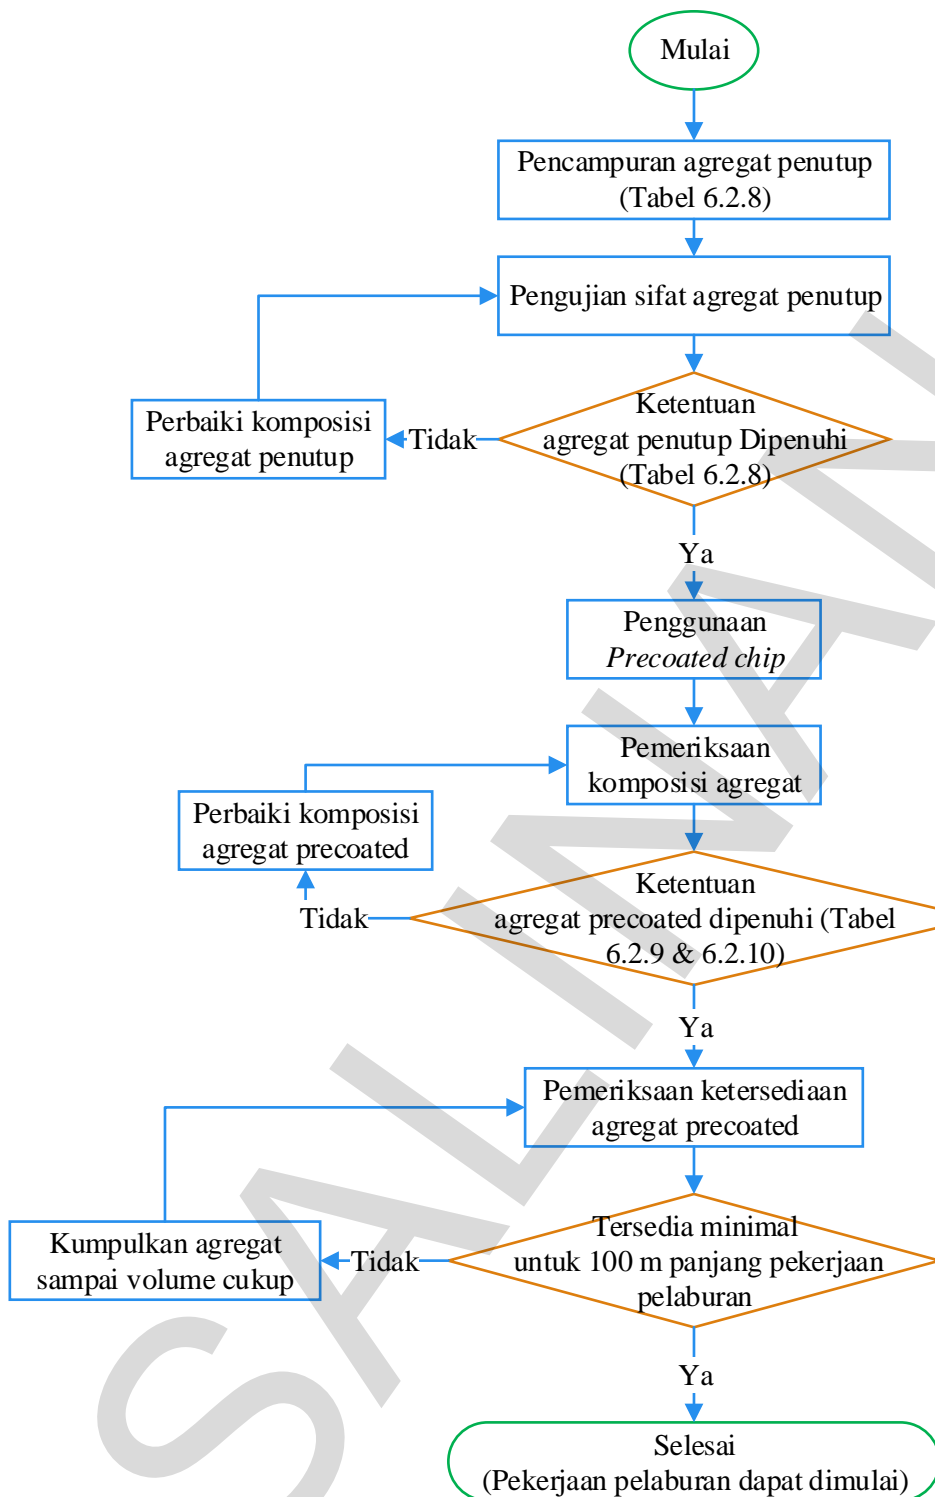 Mulai
Pencampuran agregat penutup
(Tabel 6.2.8)
Pengujian sifat agregat penutup
Ketentuan
agregat penutup Dipenuhi
(Tabel 6.2.8)
Tidak
Perbaiki komposisi
agregat penutup
Ya
Penggunaan
Precoated chip
Pemeriksaan
komposisi agregat
Perbaiki komposisi
agregat precoated
Ketentuan
agregat precoated dipenuhi (Tabel
6.2.9 & 6.2.10)
Tidak
Ya
Pemeriksaan ketersediaan
agregat precoated
Tersedia minimal
untuk 100 m panjang pekerjaan
pelaburan
Tidak
Kumpulkan agregat
sampai volume cukup
Ya
Selesai
(Pekerjaan pelaburan dapat dimulai)
SALINAN